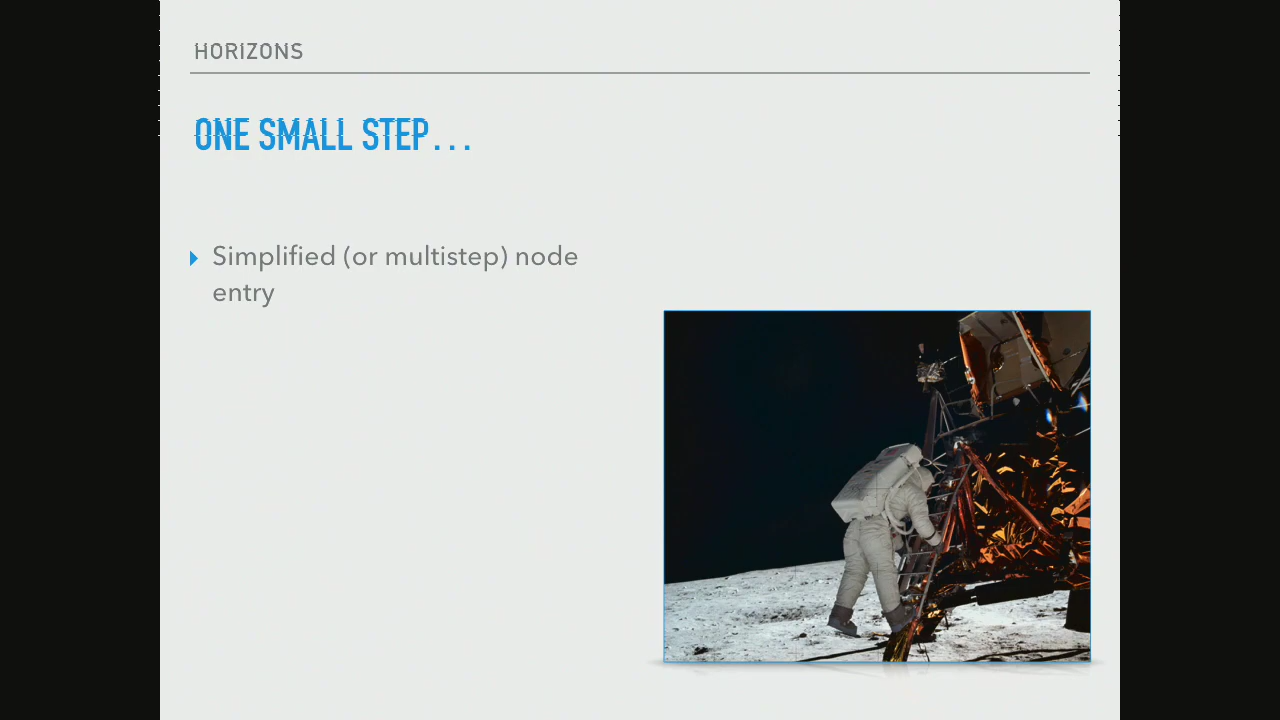 HORIZONS
ONE SMALL STEP…
Simplified (or multistep) node
entry